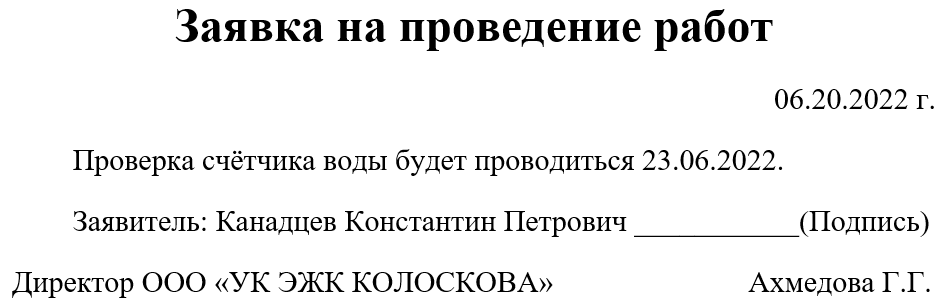 Заявка на проведение работ
06.20.2022 г.
Проверка счётчика воды будет проводиться 23.06.2022.
Заявитель: Канадцев Константин Петрович ___________(Подпись)
Директор ООО «УК ЭЖК КОЛОСКОВА» Ахмедова Г.Г.